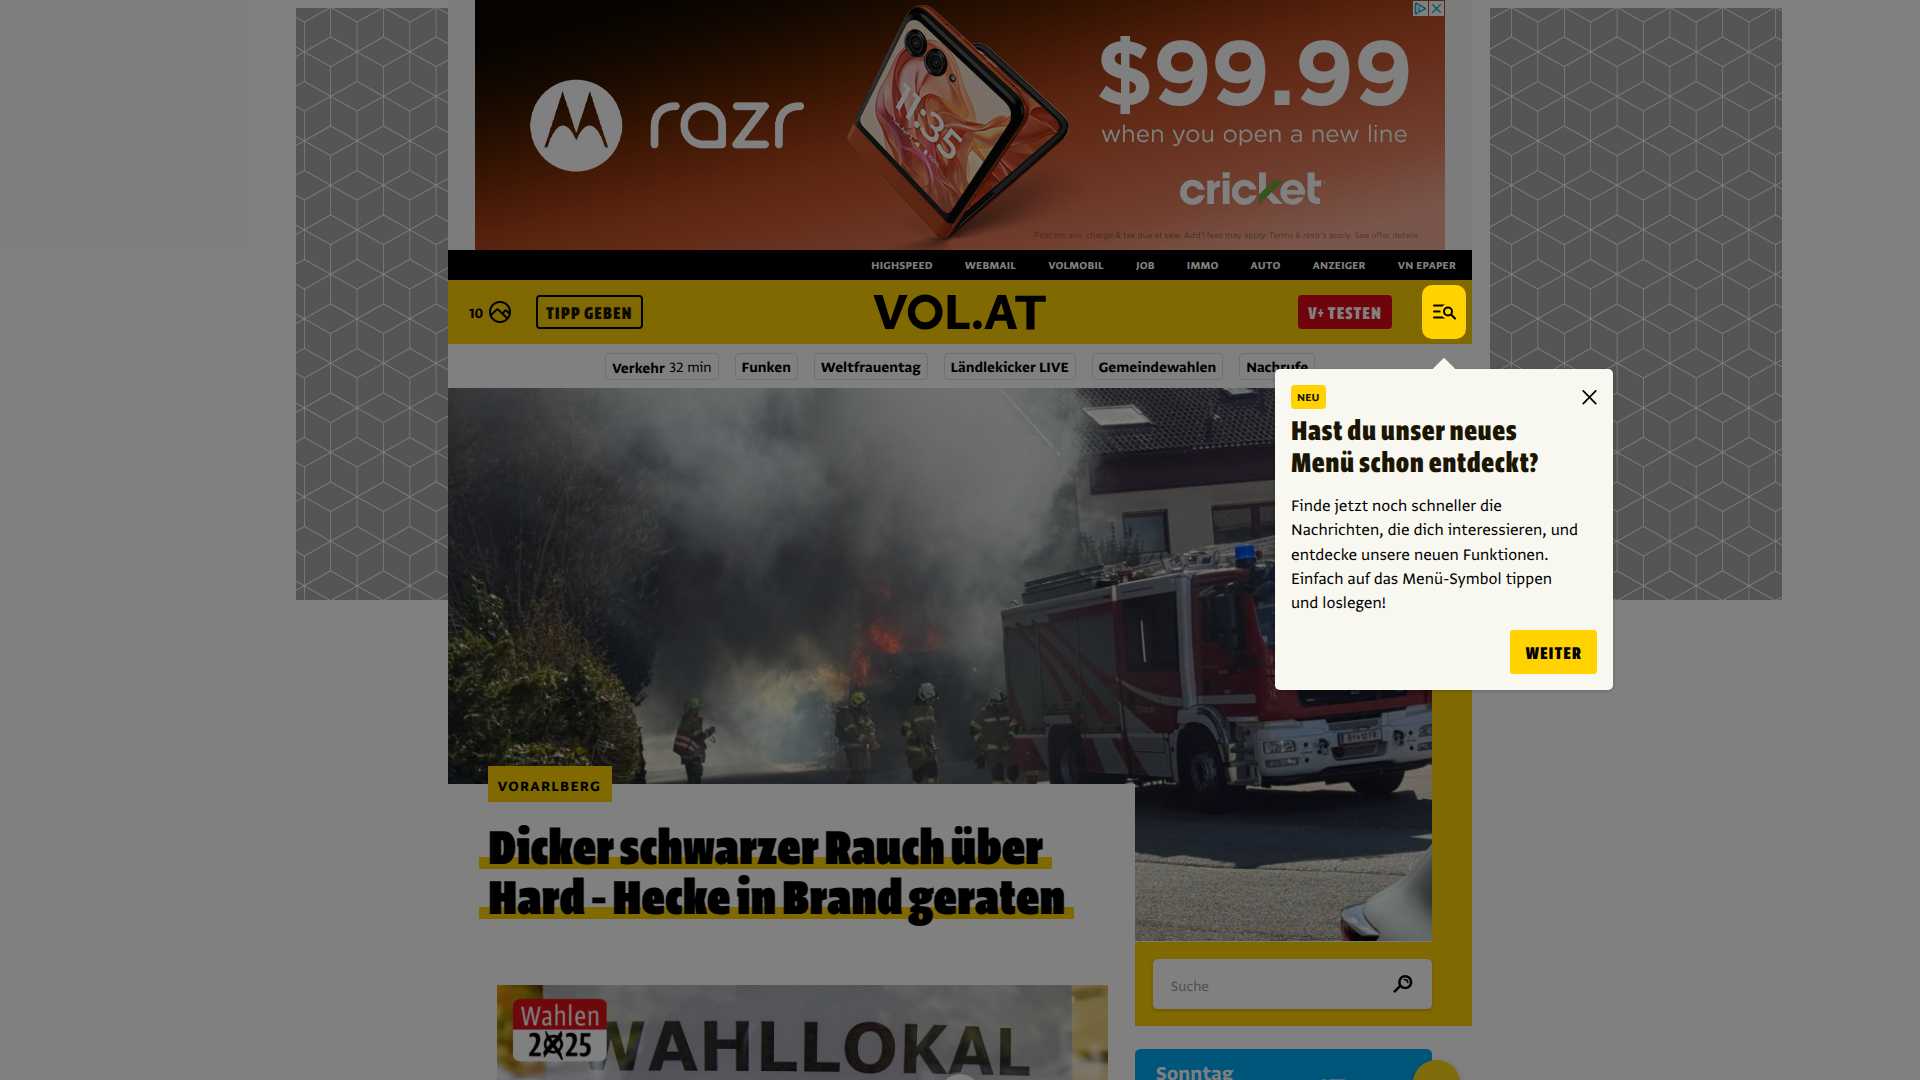 razr
11:35
$99.99
when you open a new line
cricket
HIGHSPEED WEBMAIL VOLMOBIL JOB IMMO AUTO ANZEIGER VN EPAPER
10 TIPP GEBEN VOL.AT V+ TESTEN
Verkehr 32 min Funken Weltfrauentag Ländlekicker LIVE Gemeindewahlen Nachrufe
NEU
Hast du unser neues
Menü schon entdeckt?
Finde jetzt noch schneller die
Nachrichten, die dich interessieren, und
entdecke unsere neuen Funktionen.
Einfach auf das Menü-Symbol tippen
und loslegen!
WEITER
VORARLBERG
Dicker schwarzer Rauch über
Hard - Hecke in Brand geraten
Suche
Wahlen
2025
WAHLLOKAL
Sonntag